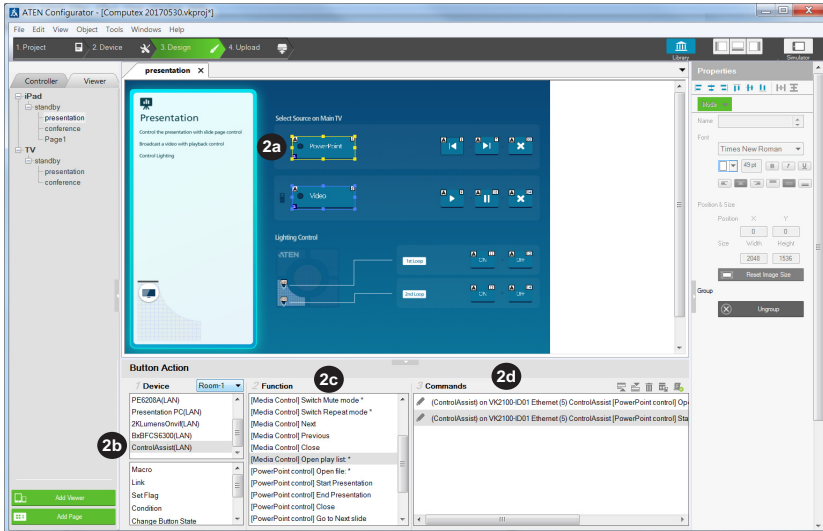 ATEN Configurator - [Computex 20170530.vkproj*]
File Edit View Object Tools Windows Help
1. Project
2. Device
3. Design
4. Upload
Library
Simulator
Controller
Viewer
iPad
standby
presentation
conference
Page1
TV
standby
presentation
conference
Add Viewer
Add Page
presentation X
Presentation
Control the presentation with slide page control
Broadcast a video with playback control
Control Lighting
Select Source on Main TV
2a
PowerPoint
Video
Lighting Control
ATEN
1st Loop
ON
OFF
2nd Loop
ON
OFF
Button Action
1 Device
Room-1
2b
PE6208A(LAN)
Presentation PC(LAN)
2KLumensOnvif(LAN)
BxBFCS6300(LAN)
ControlAssist(LAN)
Macro
Link
Set Flag
Condition
Change Button State
2c
2 Function
[Media Control] Switch Mute mode *
[Media Control] Switch Repeat mode *
[Media Control] Next
[Media Control] Previous
[Media Control] Close
[Media Control] Open play list: *
[PowerPoint control] Open file: *
[PowerPoint control] Start Presentation
[PowerPoint control] End Presentation
[PowerPoint control] Close
[PowerPoint control] Go to Next slide
2d
3 Commands
(ControlAssist) on VK2100-ID01 Ethernet (5) ControlAssist [PowerPoint control] Ope
(ControlAssist) on VK2100-ID01 Ethernet (5) ControlAssist [PowerPoint control] Sta
Properties
Name
Font
Times New Roman
49 pt
B I U
Position & Size
Position X Y
0 0
Size Width Height
2048 1536
Reset Image Size
Group
Ungroup